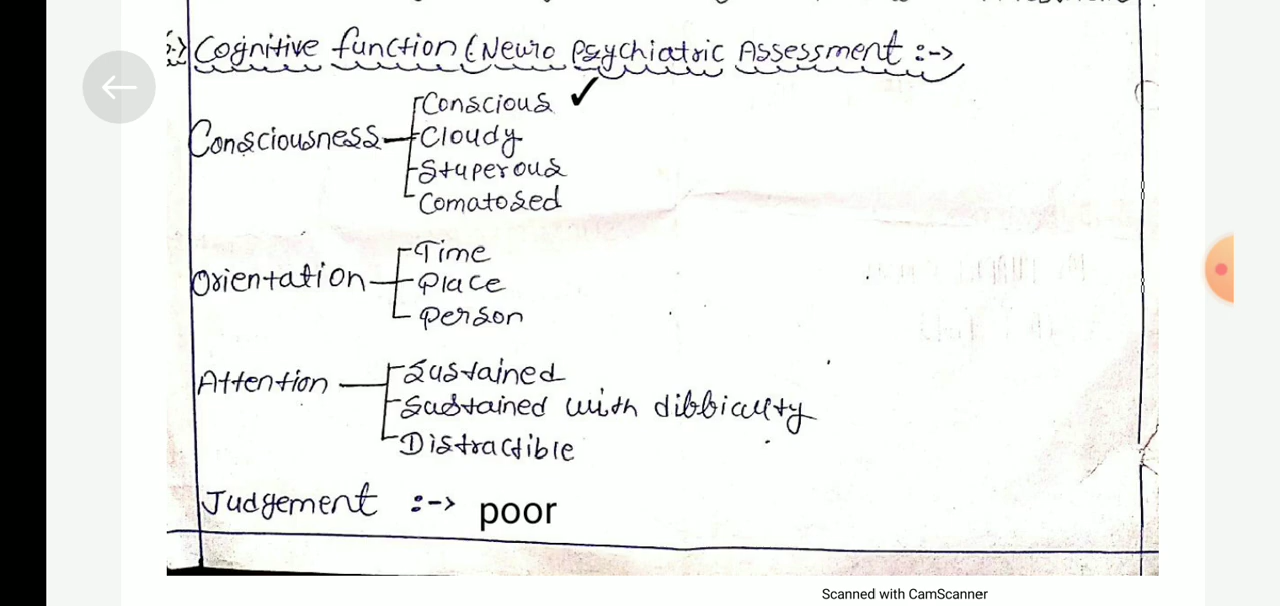 Cognitive function (Neuro Psychiatric Assessment :->
Conscious ✓
Consciousness
Cloudy
Stuperous
Comatosed
Time
Orientation
Place
Person
Attention
Sustained
Sustained with difficulty
Distractible
Judgement :-> poor
Scanned with CamScanner